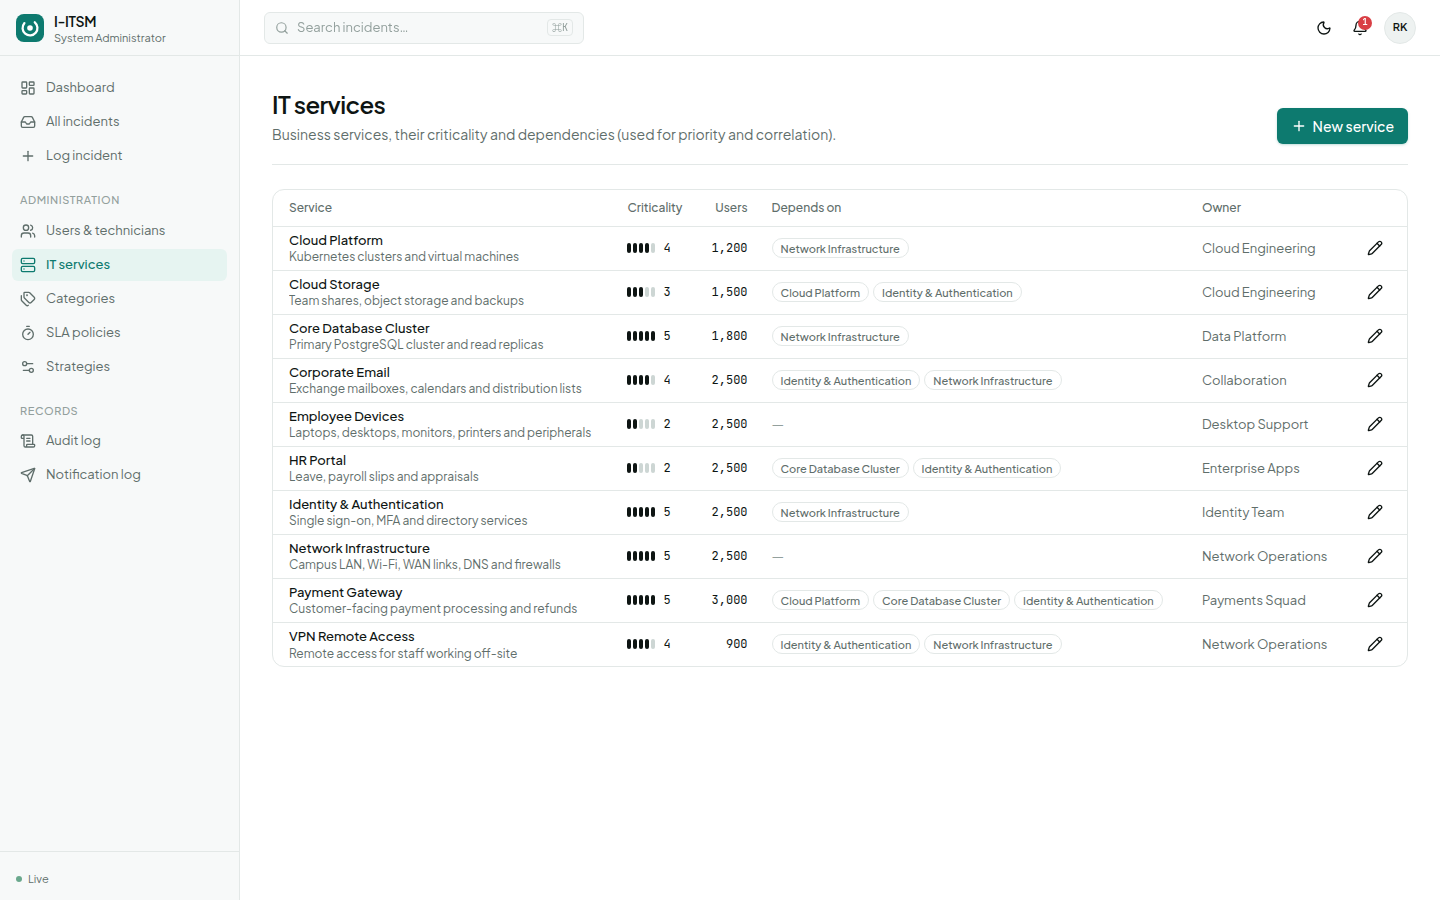 I-ITSM
System Administrator
Search incidents...
⌘K
1
RK
Dashboard
All incidents
Log incident
ADMINISTRATION
Users & technicians
IT services
Categories
SLA policies
Strategies
RECORDS
Audit log
Notification log
Live
IT services
Business services, their criticality and dependencies (used for priority and correlation).
+ New service
Service Criticality Users Depends on Owner
Cloud Platform
Kubernetes clusters and virtual machines
4 1,200 Network Infrastructure Cloud Engineering
Cloud Storage
Team shares, object storage and backups
3 1,500 Cloud Platform Identity & Authentication Cloud Engineering
Core Database Cluster
Primary PostgreSQL cluster and read replicas
5 1,800 Network Infrastructure Data Platform
Corporate Email
Exchange mailboxes, calendars and distribution lists
4 2,500 Identity & Authentication Network Infrastructure Collaboration
Employee Devices
Laptops, desktops, monitors, printers and peripherals
2 2,500 — Desktop Support
HR Portal
Leave, payroll slips and appraisals
2 2,500 Core Database Cluster Identity & Authentication Enterprise Apps
Identity & Authentication
Single sign-on, MFA and directory services
5 2,500 Network Infrastructure Identity Team
Network Infrastructure
Campus LAN, Wi-Fi, WAN links, DNS and firewalls
5 2,500 — Network Operations
Payment Gateway
Customer-facing payment processing and refunds
5 3,000 Cloud Platform Core Database Cluster Identity & Authentication Payments Squad
VPN Remote Access
Remote access for staff working off-site
4 900 Identity & Authentication Network Infrastructure Network Operations